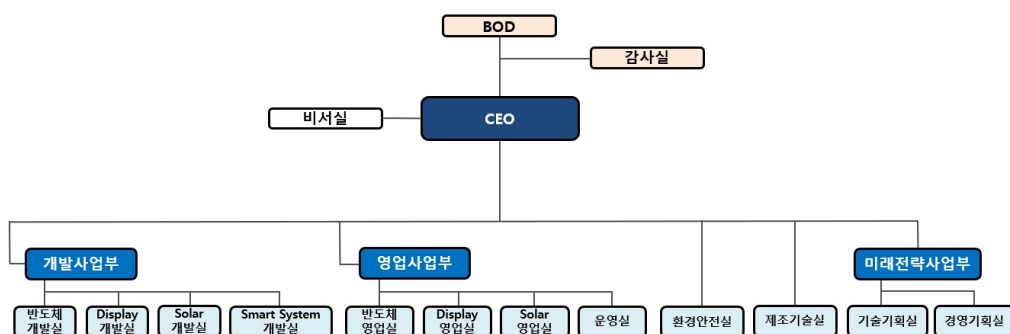 BOD
감사실
비서실
CEO
개발사업부
영업사업부
미래전략사업부
반도체
개발실
Display
개발실
Solar
개발실
Smart System
개발실
반도체
영업실
Display
영업실
Solar
영업실
운영실
환경안전실
제조기술실
기술기획실
경영기획실